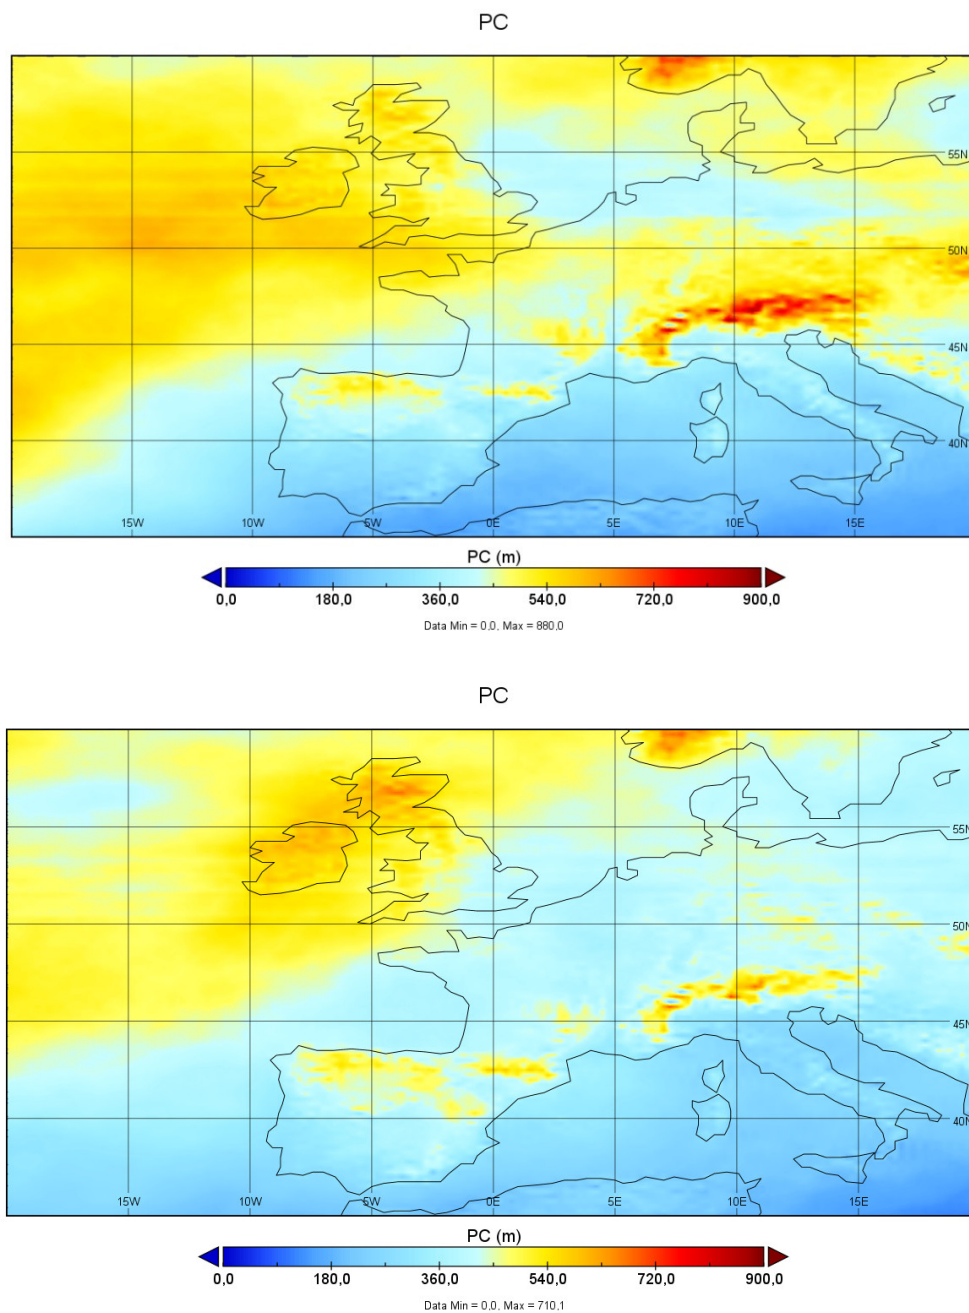 PC
55N
50N
45N
40N
15W 10W 5W 0E 5E 10E 15E
PC (m)
0,0 180,0 360,0 540,0 720,0 900,0
Data Min = 0,0, Max = 880,0
PC
55N
50N
45N
40N
15W 10W 5W 0E 5E 10E 15E
PC (m)
0,0 180,0 360,0 540,0 720,0 900,0
Data Min = 0,0, Max = 710,1